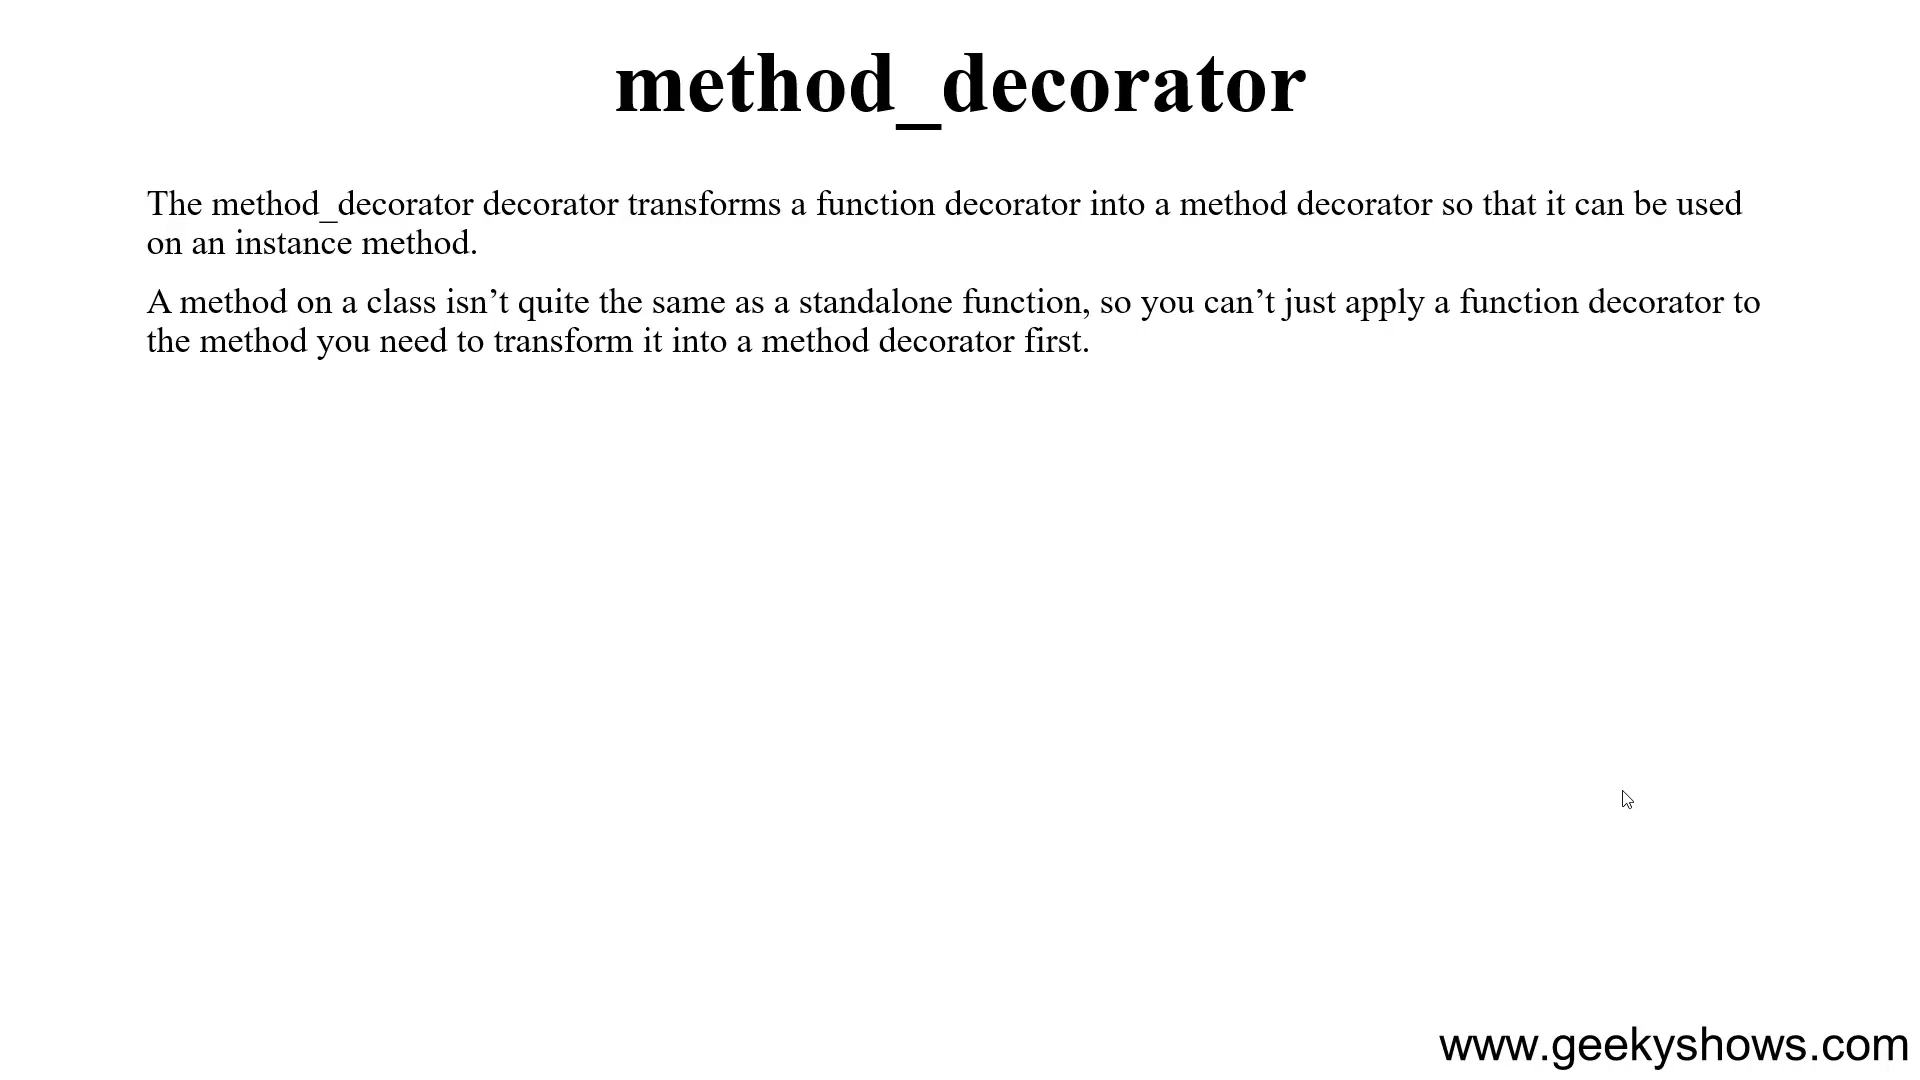 method_decorator
The method_decorator decorator transforms a function decorator into a method decorator so that it can be used
on an instance method.
A method on a class isn’t quite the same as a standalone function, so you can’t just apply a function decorator to
the method you need to transform it into a method decorator first.
www.geekyshows.com